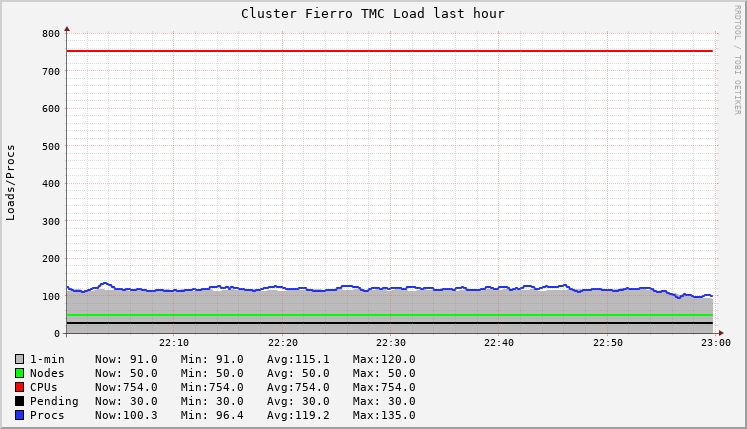 Cluster Fierro TMC Load last hour
RRDTOOL / TOBI OETIKER
Loads/Procs
800
700
600
500
400
300
200
100
0
22:10 22:20 22:30 22:40 22:50 23:00
1-min Now: 91.0 Min: 91.0 Avg:115.1 Max:120.0
Nodes Now: 50.0 Min: 50.0 Avg: 50.0 Max: 50.0
CPUs Now:754.0 Min:754.0 Avg:754.0 Max:754.0
Pending Now: 30.0 Min: 30.0 Avg: 30.0 Max: 30.0
Procs Now:100.3 Min: 96.4 Avg:119.2 Max:135.0